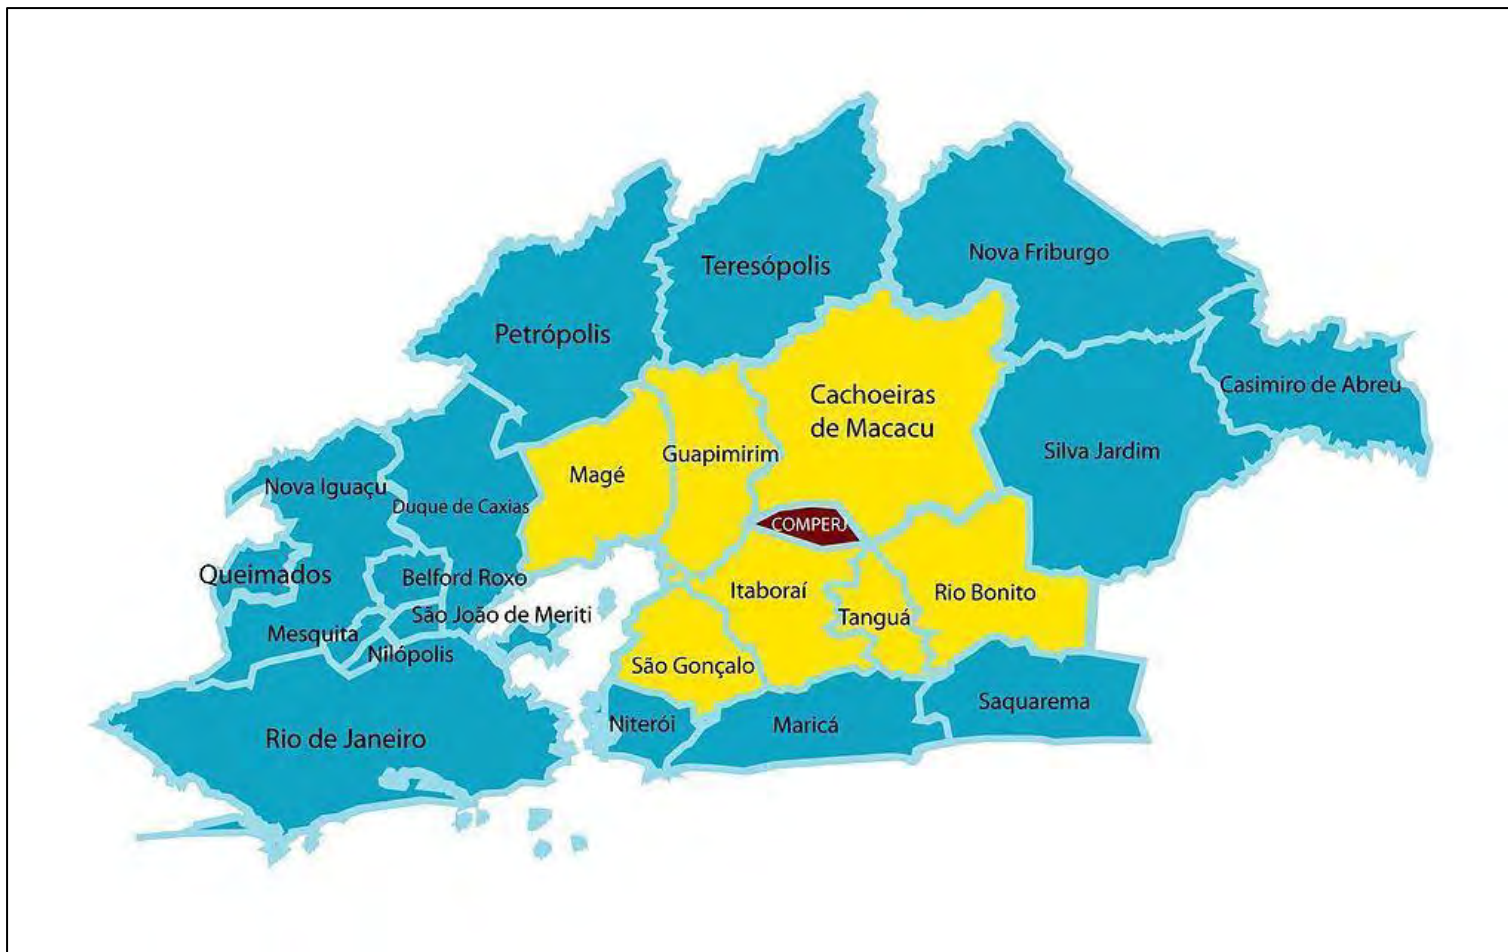 Nova Friburgo
Teresópolis
Petrópolis
Casimiro de Abreu
Cachoeiras
de Macacu
Silva Jardim
Guapimirim
Magé
Nova Iguaçu
Duque de Caxias
COMPERJ
Queimados
Belford Roxo
Itaboraí
Rio Bonito
São João de Meriti
Tanguá
Mesquita
Nilópolis
São Gonçalo
Saquarema
Niterói
Maricá
Rio de Janeiro